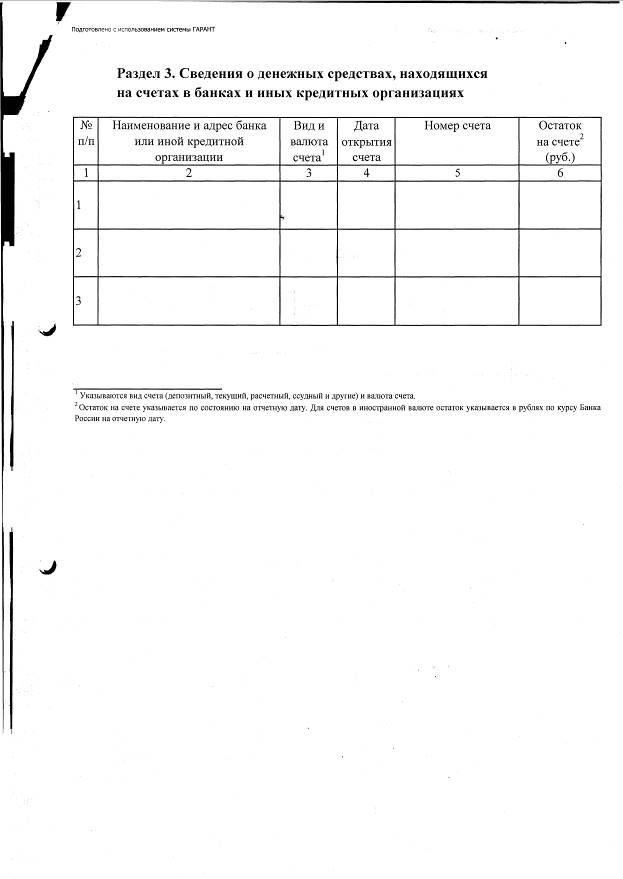 Подготовлено с использованием системы ГАРАНТ
Раздел 3. Сведения о денежных средствах, находящихся
на счетах в банках и иных кредитных организациях
№ п/п | Наименование и адрес банка или иной кредитной организации | Вид и валюта счета1 | Дата открытия счета | Номер счета | Остаток на счете2 (руб.)
1 2 3 4 5 6
1
2
3
1 Указываются вид счета (депозитный, текущий, расчетный, ссудный и другие) и валюта счета.
2 Остаток на счете указывается по состоянию на отчетную дату. Для счетов в иностранной валюте остаток указывается в рублях по курсу Банка
России на отчетную дату.